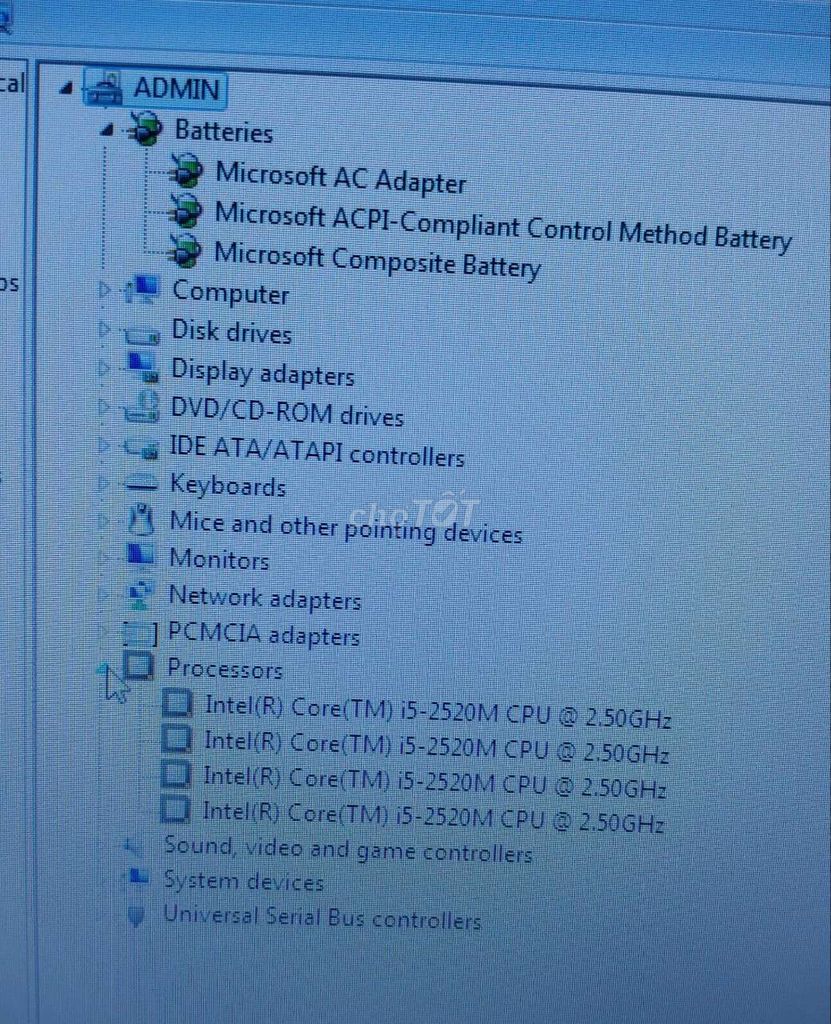 cal
ADMIN
Batteries
Microsoft AC Adapter
Microsoft ACPI-Compliant Control Method Battery
Microsoft Composite Battery
os
Computer
Disk drives
Display adapters
DVD/CD-ROM drives
IDE ATA/ATAPI controllers
Keyboards
choTỐT
Mice and other pointing devices
Monitors
Network adapters
PCMCIA adapters
Processors
Intel(R) Core(TM) i5-2520M CPU @ 2.50GHz
Intel(R) Core(TM) i5-2520M CPU @ 2.50GHz
Intel(R) Core(TM) i5-2520M CPU @ 2.50GHz
Intel(R) Core(TM) i5-2520M CPU @ 2.50GHz
Sound, video and game controllers
System devices
Universal Serial Bus controllers